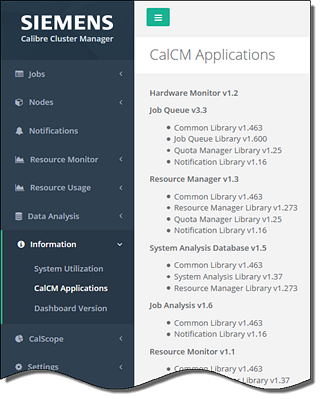 SIEMENS
Calibre Cluster Manager
Jobs
Nodes
Notifications
Resource Monitor
Resource Usage
Data Analysis
Information
System Utilization
CalCM Applications
Dashboard Version
CalScope
Settings
CalCM Applications
Hardware Monitor v1.2
Job Queue v3.3
Common Library v1.463
Job Queue Library v1.600
Quota Manager Library v1.25
Notification Library v1.16
Resource Manager v1.3
Common Library v1.463
Resource Manager Library v1.273
Quota Manager Library v1.25
Notification Library v1.16
System Analysis Database v1.5
Common Library v1.463
System Analysis Library v1.37
Resource Manager Library v1.273
Job Analysis v1.6
Common Library v1.463
Notification Library v1.16
Resource Monitor v1.1
Common Library v1.463
Library v1.37